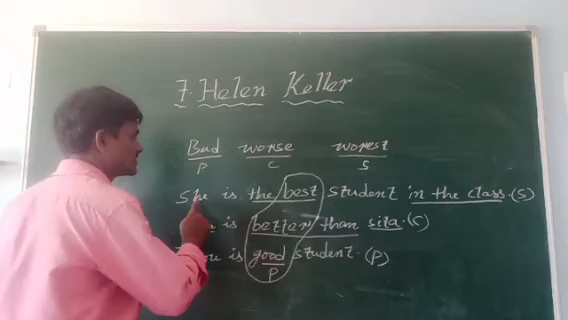 7. Helen Keller
Bad worse worest
P C S
She is the best student in the class. (S)
is better than sita. (C)
is good student. (P)
P